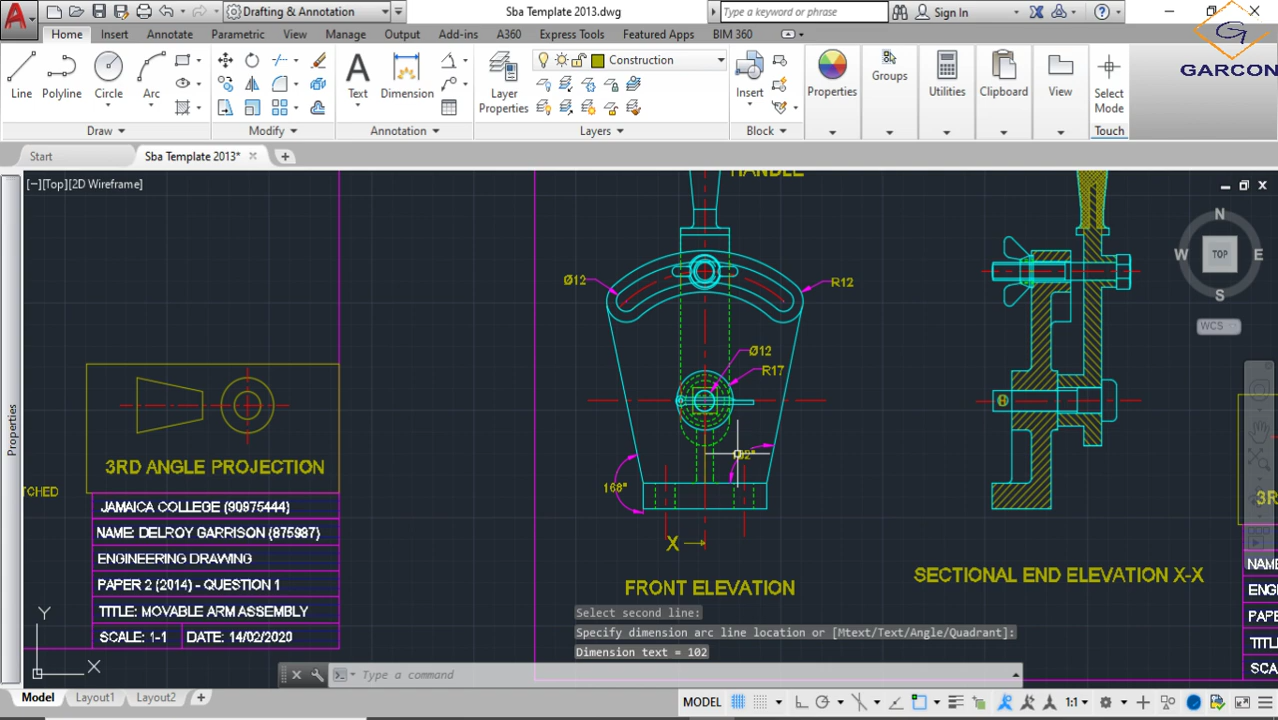 Drafting & Annotation
Sba Template 2013.dwg
Type a keyword or phrase
Sign In
GARCON
Home Insert Annotate Parametric View Manage Output Add-ins A360 Express Tools Featured Apps BIM 360
Construction
Line Polyline Circle Arc
Text Dimension
Layer Properties
Insert
Properties Groups Utilities Clipboard View Select Mode
Draw Modify Annotation Layers Block Touch
Start Sba Template 2013* +
[−][Top][2D Wireframe]
HANDLE
N
W TOP E
S
WCS
Ø12
R12
Ø12
R17
168°
X
FRONT ELEVATION
SECTIONAL END ELEVATION X-X
Properties
3RD ANGLE PROJECTION
JAMAICA COLLEGE (90975444)
NAME: DELROY GARRISON (875987)
ENGINEERING DRAWING
PAPER 2 (2014) - QUESTION 1
TITLE: MOVABLE ARM ASSEMBLY
SCALE: 1-1 DATE: 14/02/2020
Select second line:
Specify dimension arc line location or [Mtext/Text/Angle/Quadrant]:
Dimension text = 102
Type a command
Y
X
Model Layout1 Layout2 +
MODEL 1:1